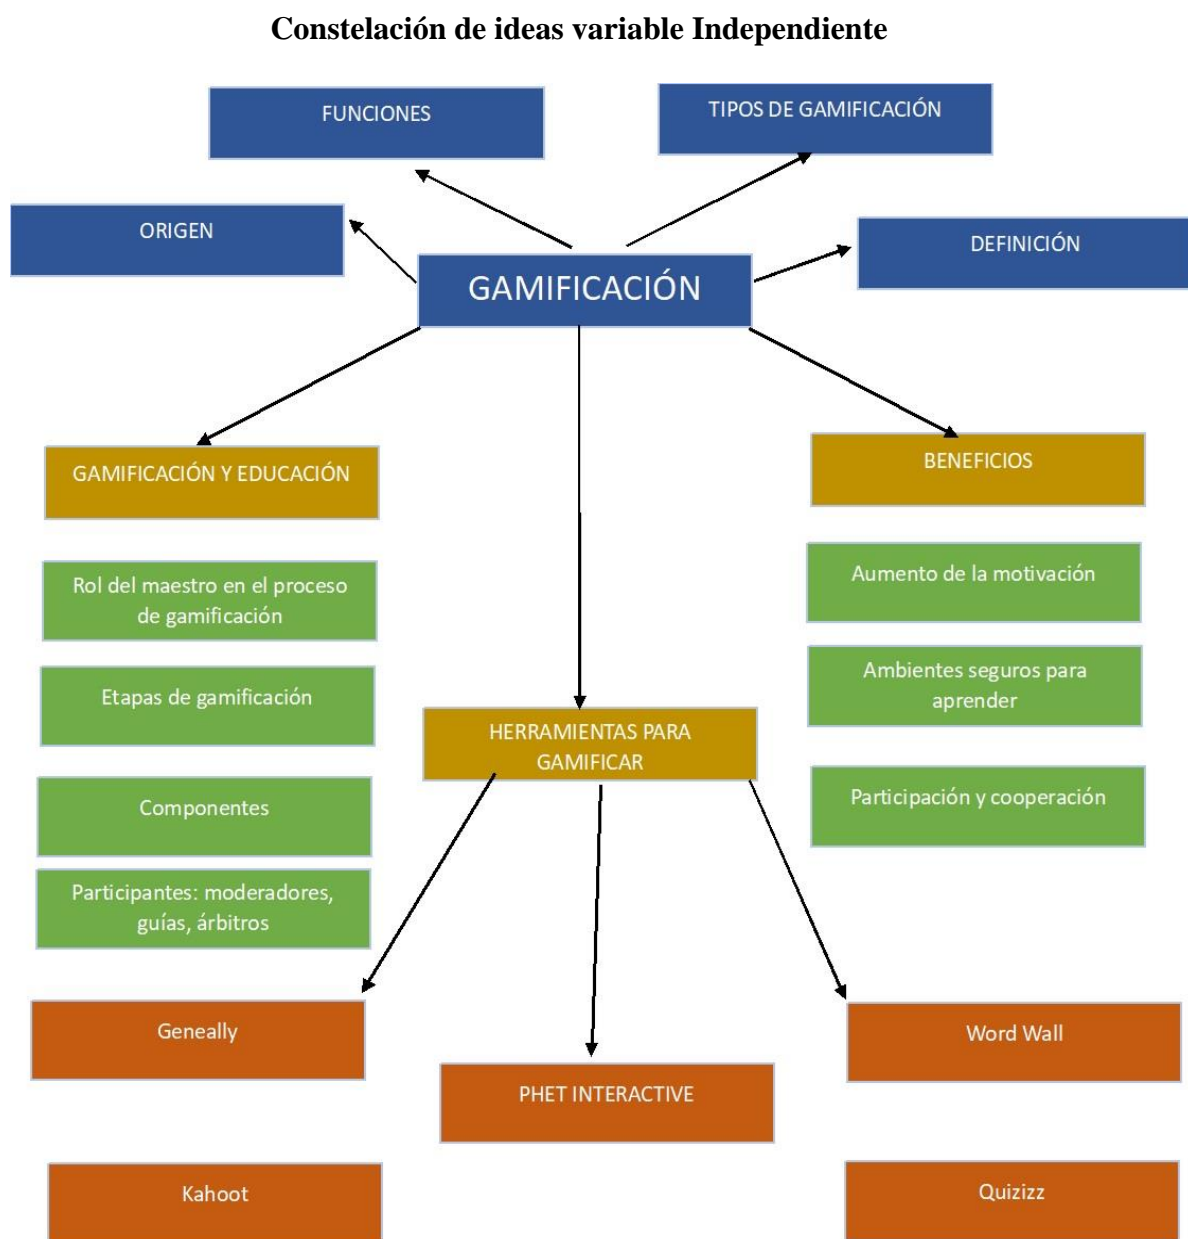 Constelación de ideas variable Independiente
FUNCIONES
TIPOS DE GAMIFICACIÓN
ORIGEN
DEFINICIÓN
GAMIFICACIÓN
GAMIFICACIÓN Y EDUCACIÓN
BENEFICIOS
Rol del maestro en el proceso
de gamificación
Aumento de la motivación
Etapas de gamificación
Ambientes seguros para
aprender
HERRAMIENTAS PARA
GAMIFICAR
Componentes
Participación y cooperación
Participantes: moderadores,
guías, árbitros
Geneally
Word Wall
PHET INTERACTIVE
Kahoot
Quizizz